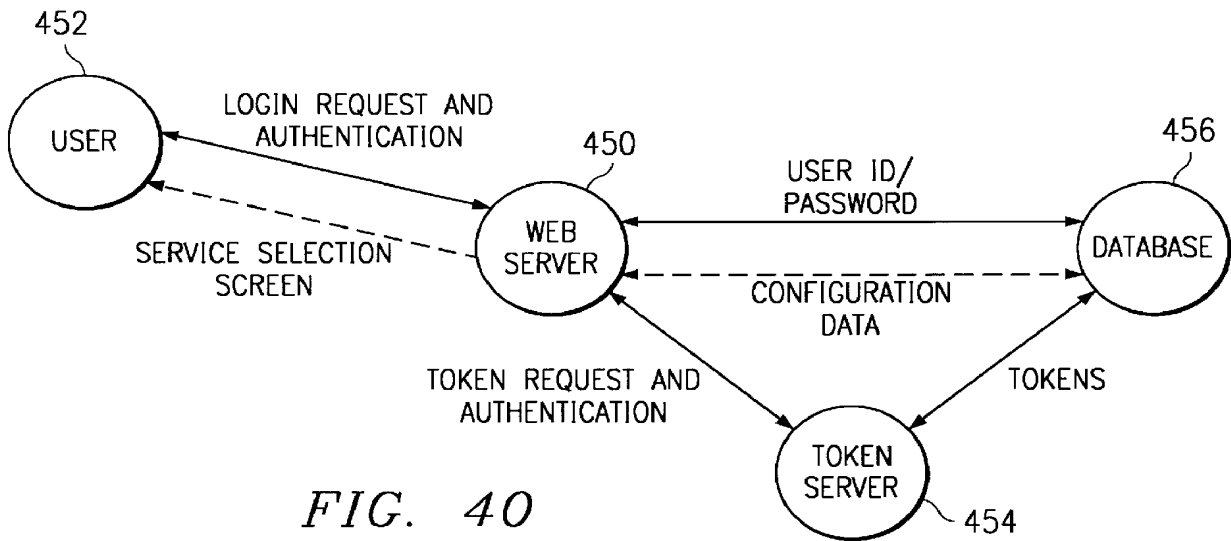 452
USER
LOGIN REQUEST AND
AUTHENTICATION
SERVICE SELECTION
SCREEN
450
WEB
SERVER
USER ID/
PASSWORD
CONFIGURATION
DATA
456
DATABASE
TOKEN REQUEST AND
AUTHENTICATION
TOKENS
TOKEN
SERVER
454
FIG. 40